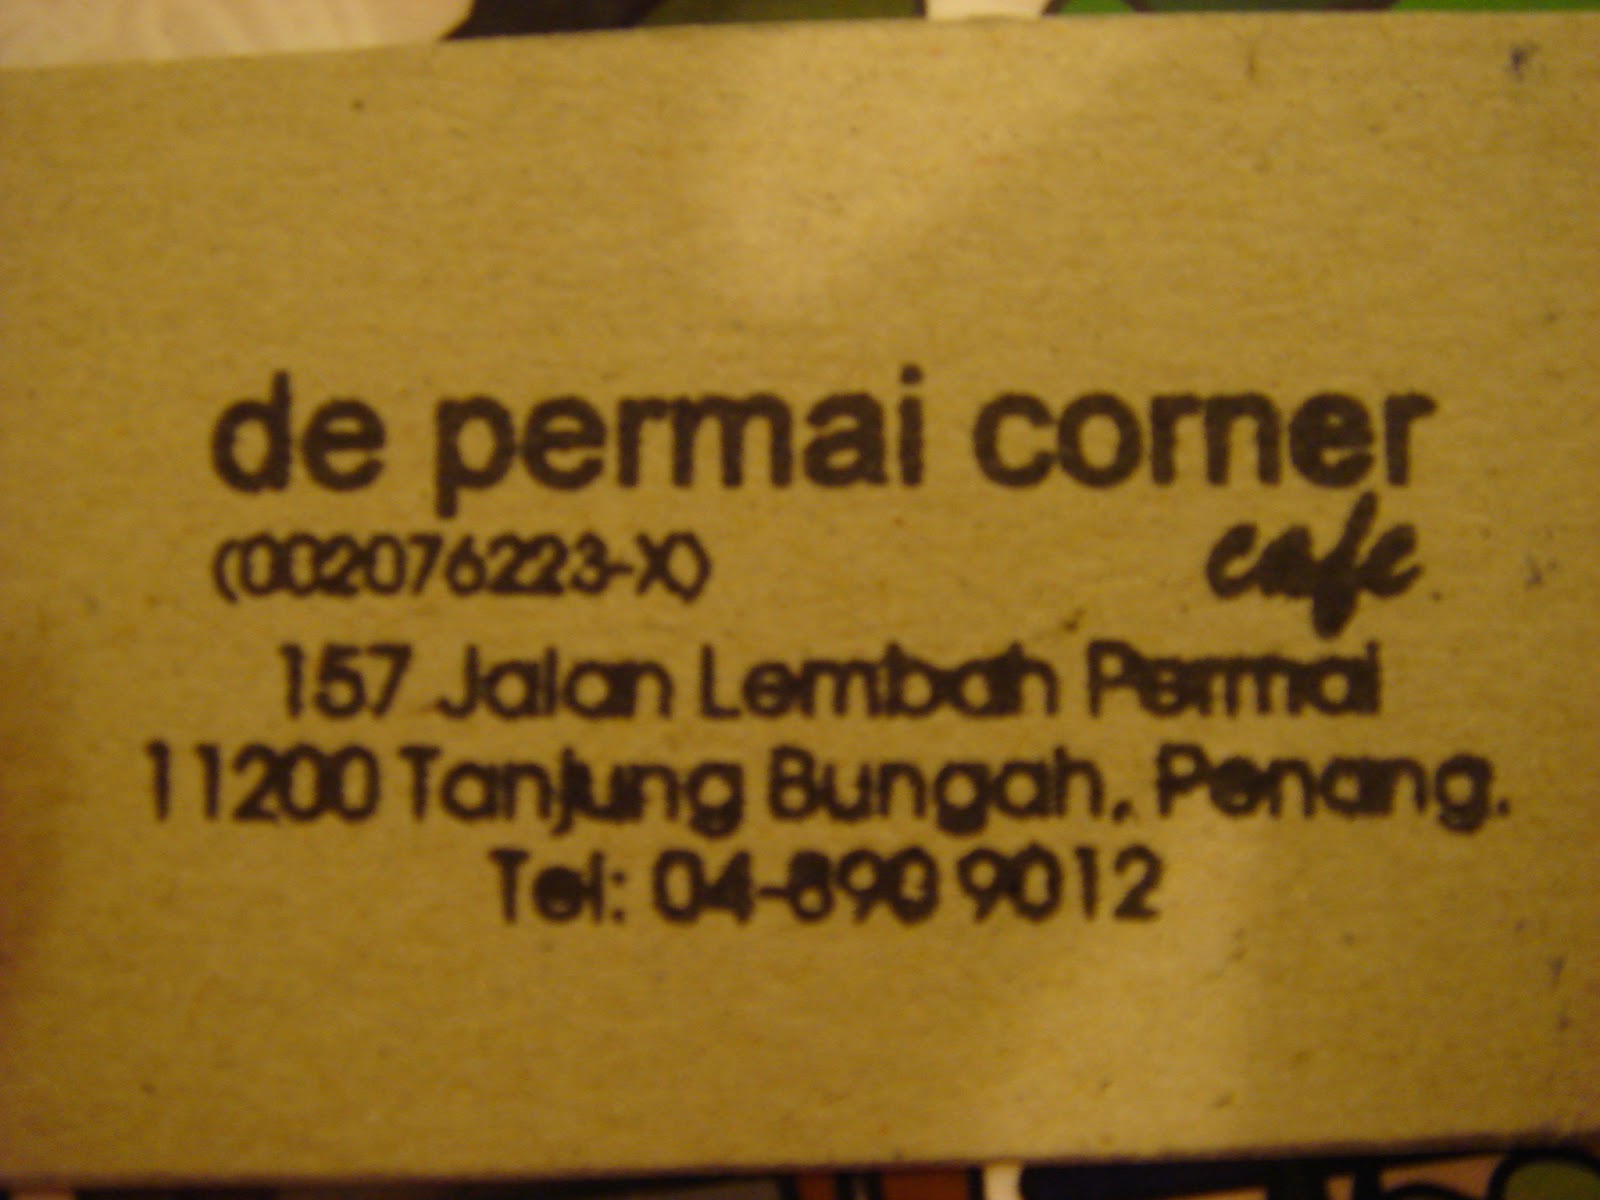 de permai corner
cafe
(002076223-X)
157 Jalan Lembah Permai
11200 Tanjung Bungah, Penang.
Tel: 04-890 9012